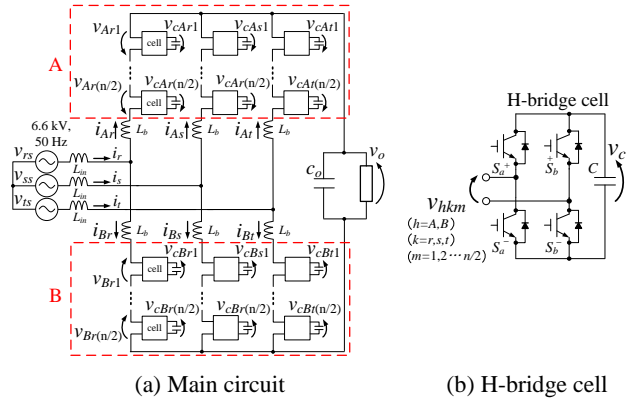 v_Ar1 v_cAr1 v_cAs1 v_cAt1
cell
A
v_Ar(n/2) v_cAr(n/2) v_cAr(n/2) v_cAt(n/2)
cell
6.6 kV,
50 Hz
i_Ar L_b i_As L_b i_At L_b
v_rs L_in i_r
v_ss L_in i_s
v_ts L_in i_t
c_o v_o
i_Br L_b i_Bs L_b i_Bt L_b
v_Br1 v_cBr1 v_cBs1 v_cBt1
cell
B
v_Br(n/2) v_cBr(n/2) v_cBs(n/2) v_cBt(n/2)
cell
(a) Main circuit
H-bridge cell
S_a^+ S_b^+ C v_c
v_hkm
(h=A,B)
(k=r,s,t)
(m=1,2⋯n/2)
S_a^- S_b^-
(b) H-bridge cell